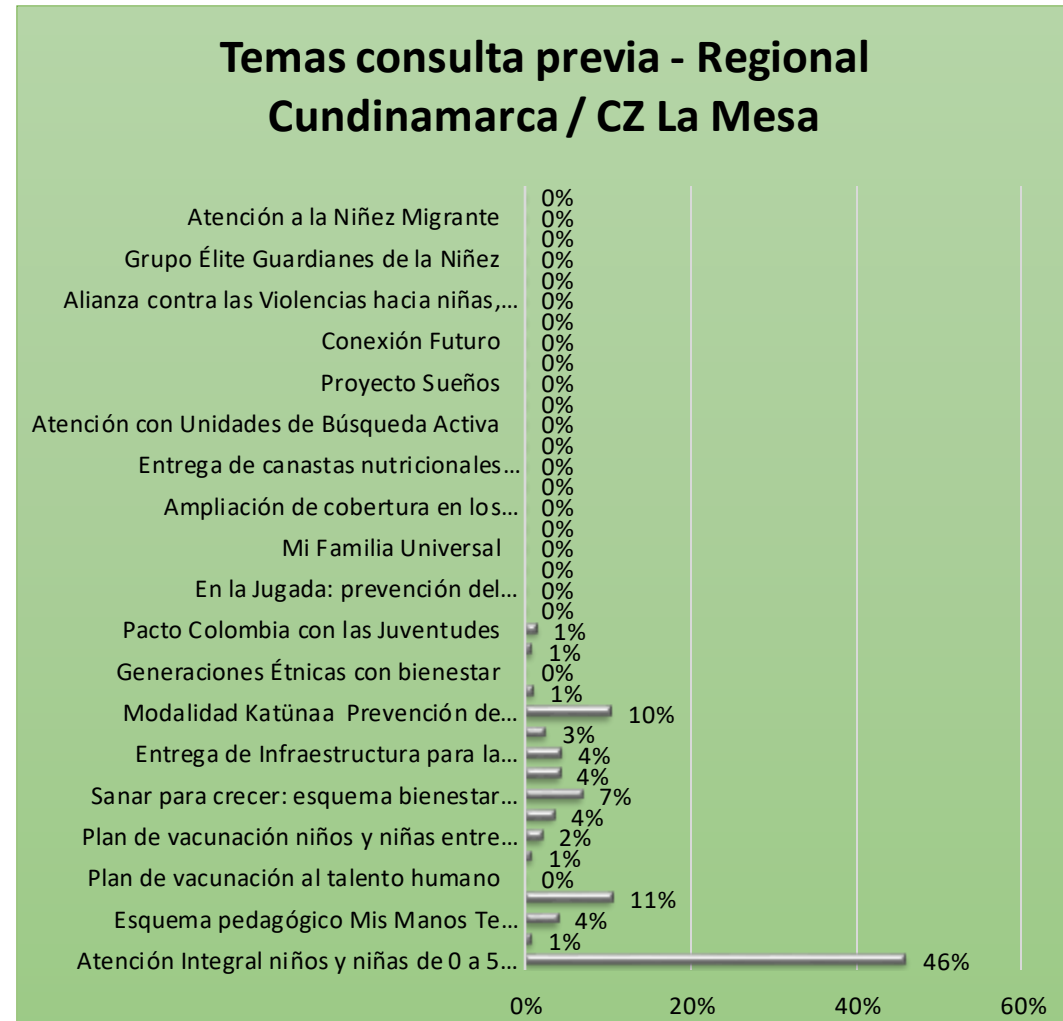 Temas consulta previa - Regional
Cundinamarca / CZ La Mesa
0%
Atención a la Niñez Migrante 0%
0%
Grupo Élite Guardianes de la Niñez 0%
0%
Alianza contra las Violencias hacia niñas,... 0%
0%
Conexión Futuro 0%
0%
Proyecto Sueños 0%
0%
Atención con Unidades de Búsqueda Activa 0%
0%
Entrega de canastas nutricionales... 0%
0%
Ampliación de cobertura en los... 0%
0%
Mi Familia Universal 0%
0%
En la Jugada: prevención del... 0%
0%
Pacto Colombia con las Juventudes 1%
1%
Generaciones Étnicas con bienestar 0%
1%
Modalidad Katünaa Prevención de... 10%
3%
Entrega de Infraestructura para la... 4%
4%
Sanar para crecer: esquema bienestar... 7%
4%
Plan de vacunación niños y niñas entre... 2%
1%
Plan de vacunación al talento humano 0%
11%
Esquema pedagógico Mis Manos Te... 4%
1%
Atención Integral niños y niñas de 0 a 5... 46%
0% 20% 40% 60%